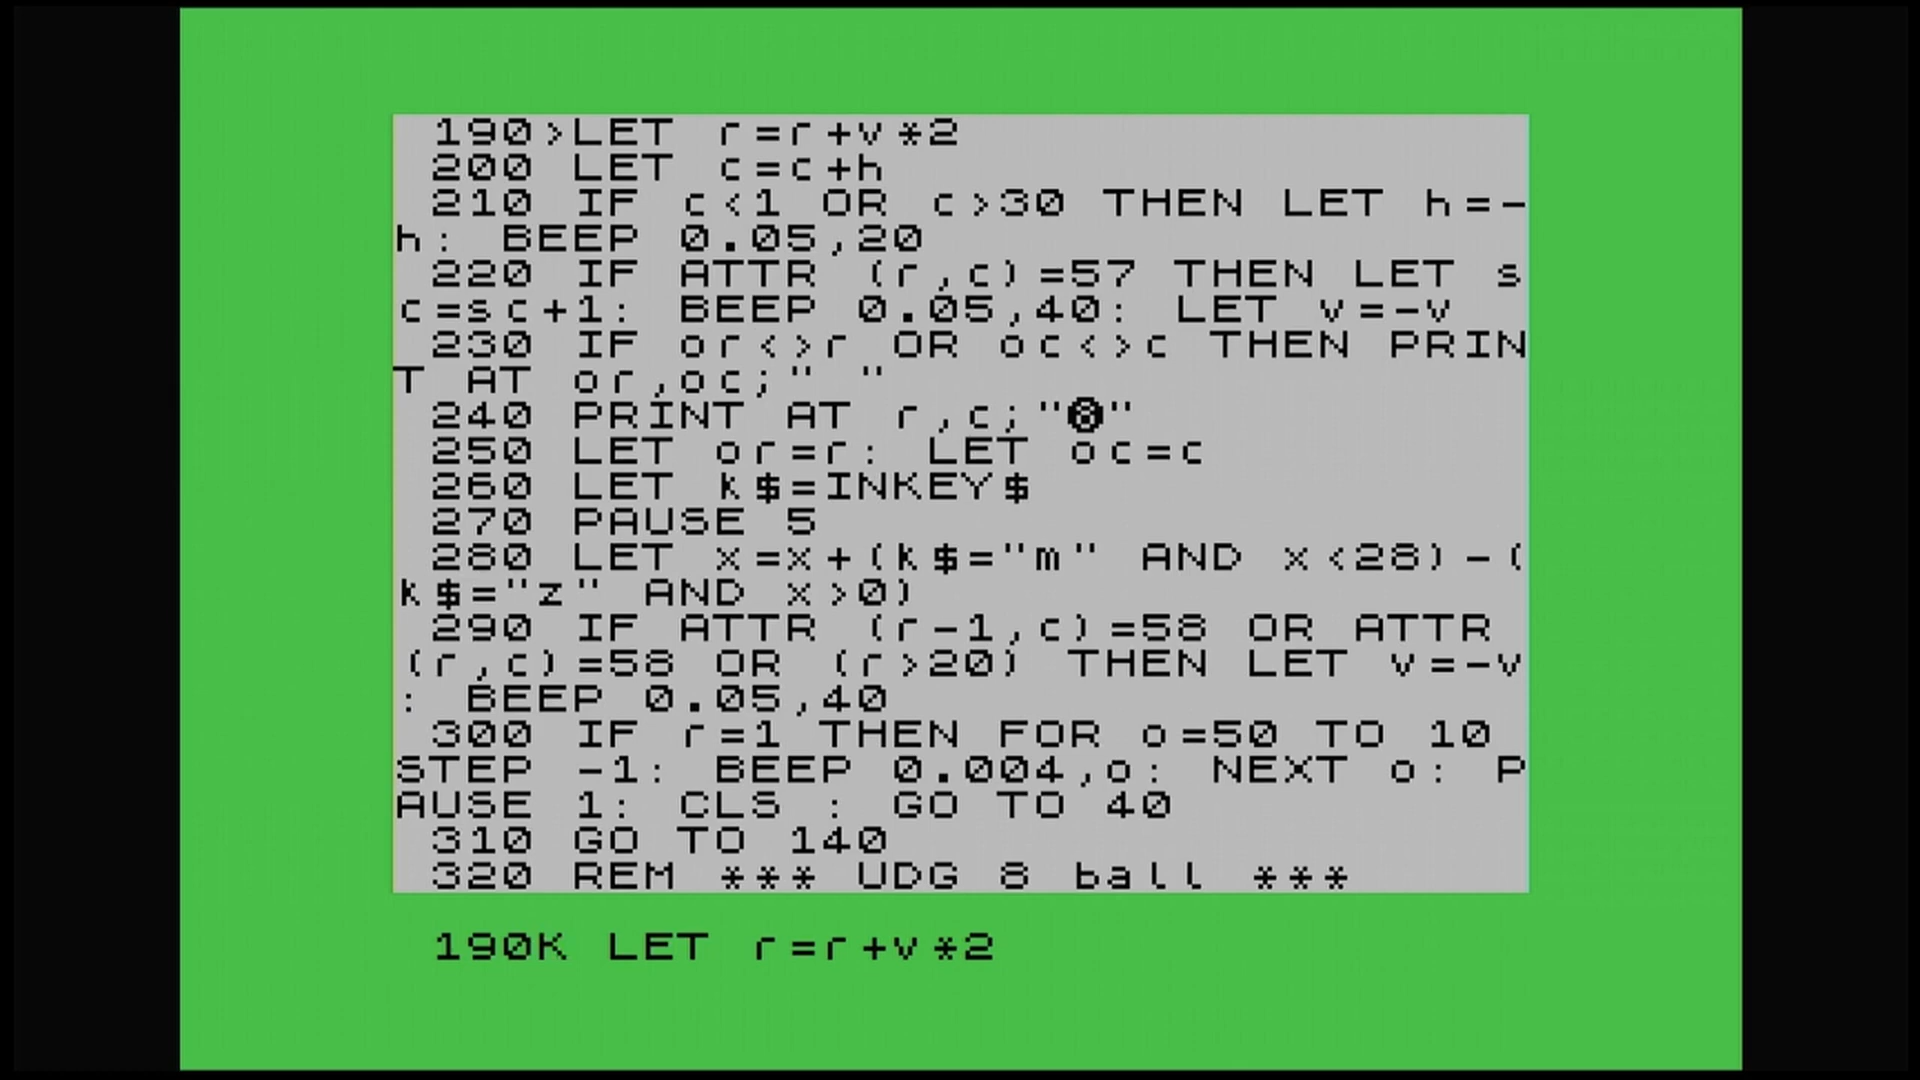 190>LET r=r+v*2
200 LET c=c+h
210 IF c<1 OR c>30 THEN LET h=-
h: BEEP 0.05,20
220 IF ATTR (r,c)=57 THEN LET s
c=sc+1: BEEP 0.05,40: LET v=-v
230 IF or<>r OR oc<>c THEN PRIN
T AT or,oc;" "
240 PRINT AT r,c;"8"
250 LET or=r: LET oc=c
260 LET k$=INKEY$
270 PAUSE 5
280 LET x=x+(k$="m" AND x<28)-(
k$="z" AND x>0)
290 IF ATTR (r-1,c)=58 OR ATTR
(r,c)=58 OR (r>20) THEN LET v=-v
: BEEP 0.05,40
300 IF r=1 THEN FOR o=50 TO 10
STEP -1: BEEP 0.004,o: NEXT o: P
AUSE 1: CLS : GO TO 40
310 GO TO 140
320 REM *** UDG 8 ball ***
190K LET r=r+v*2